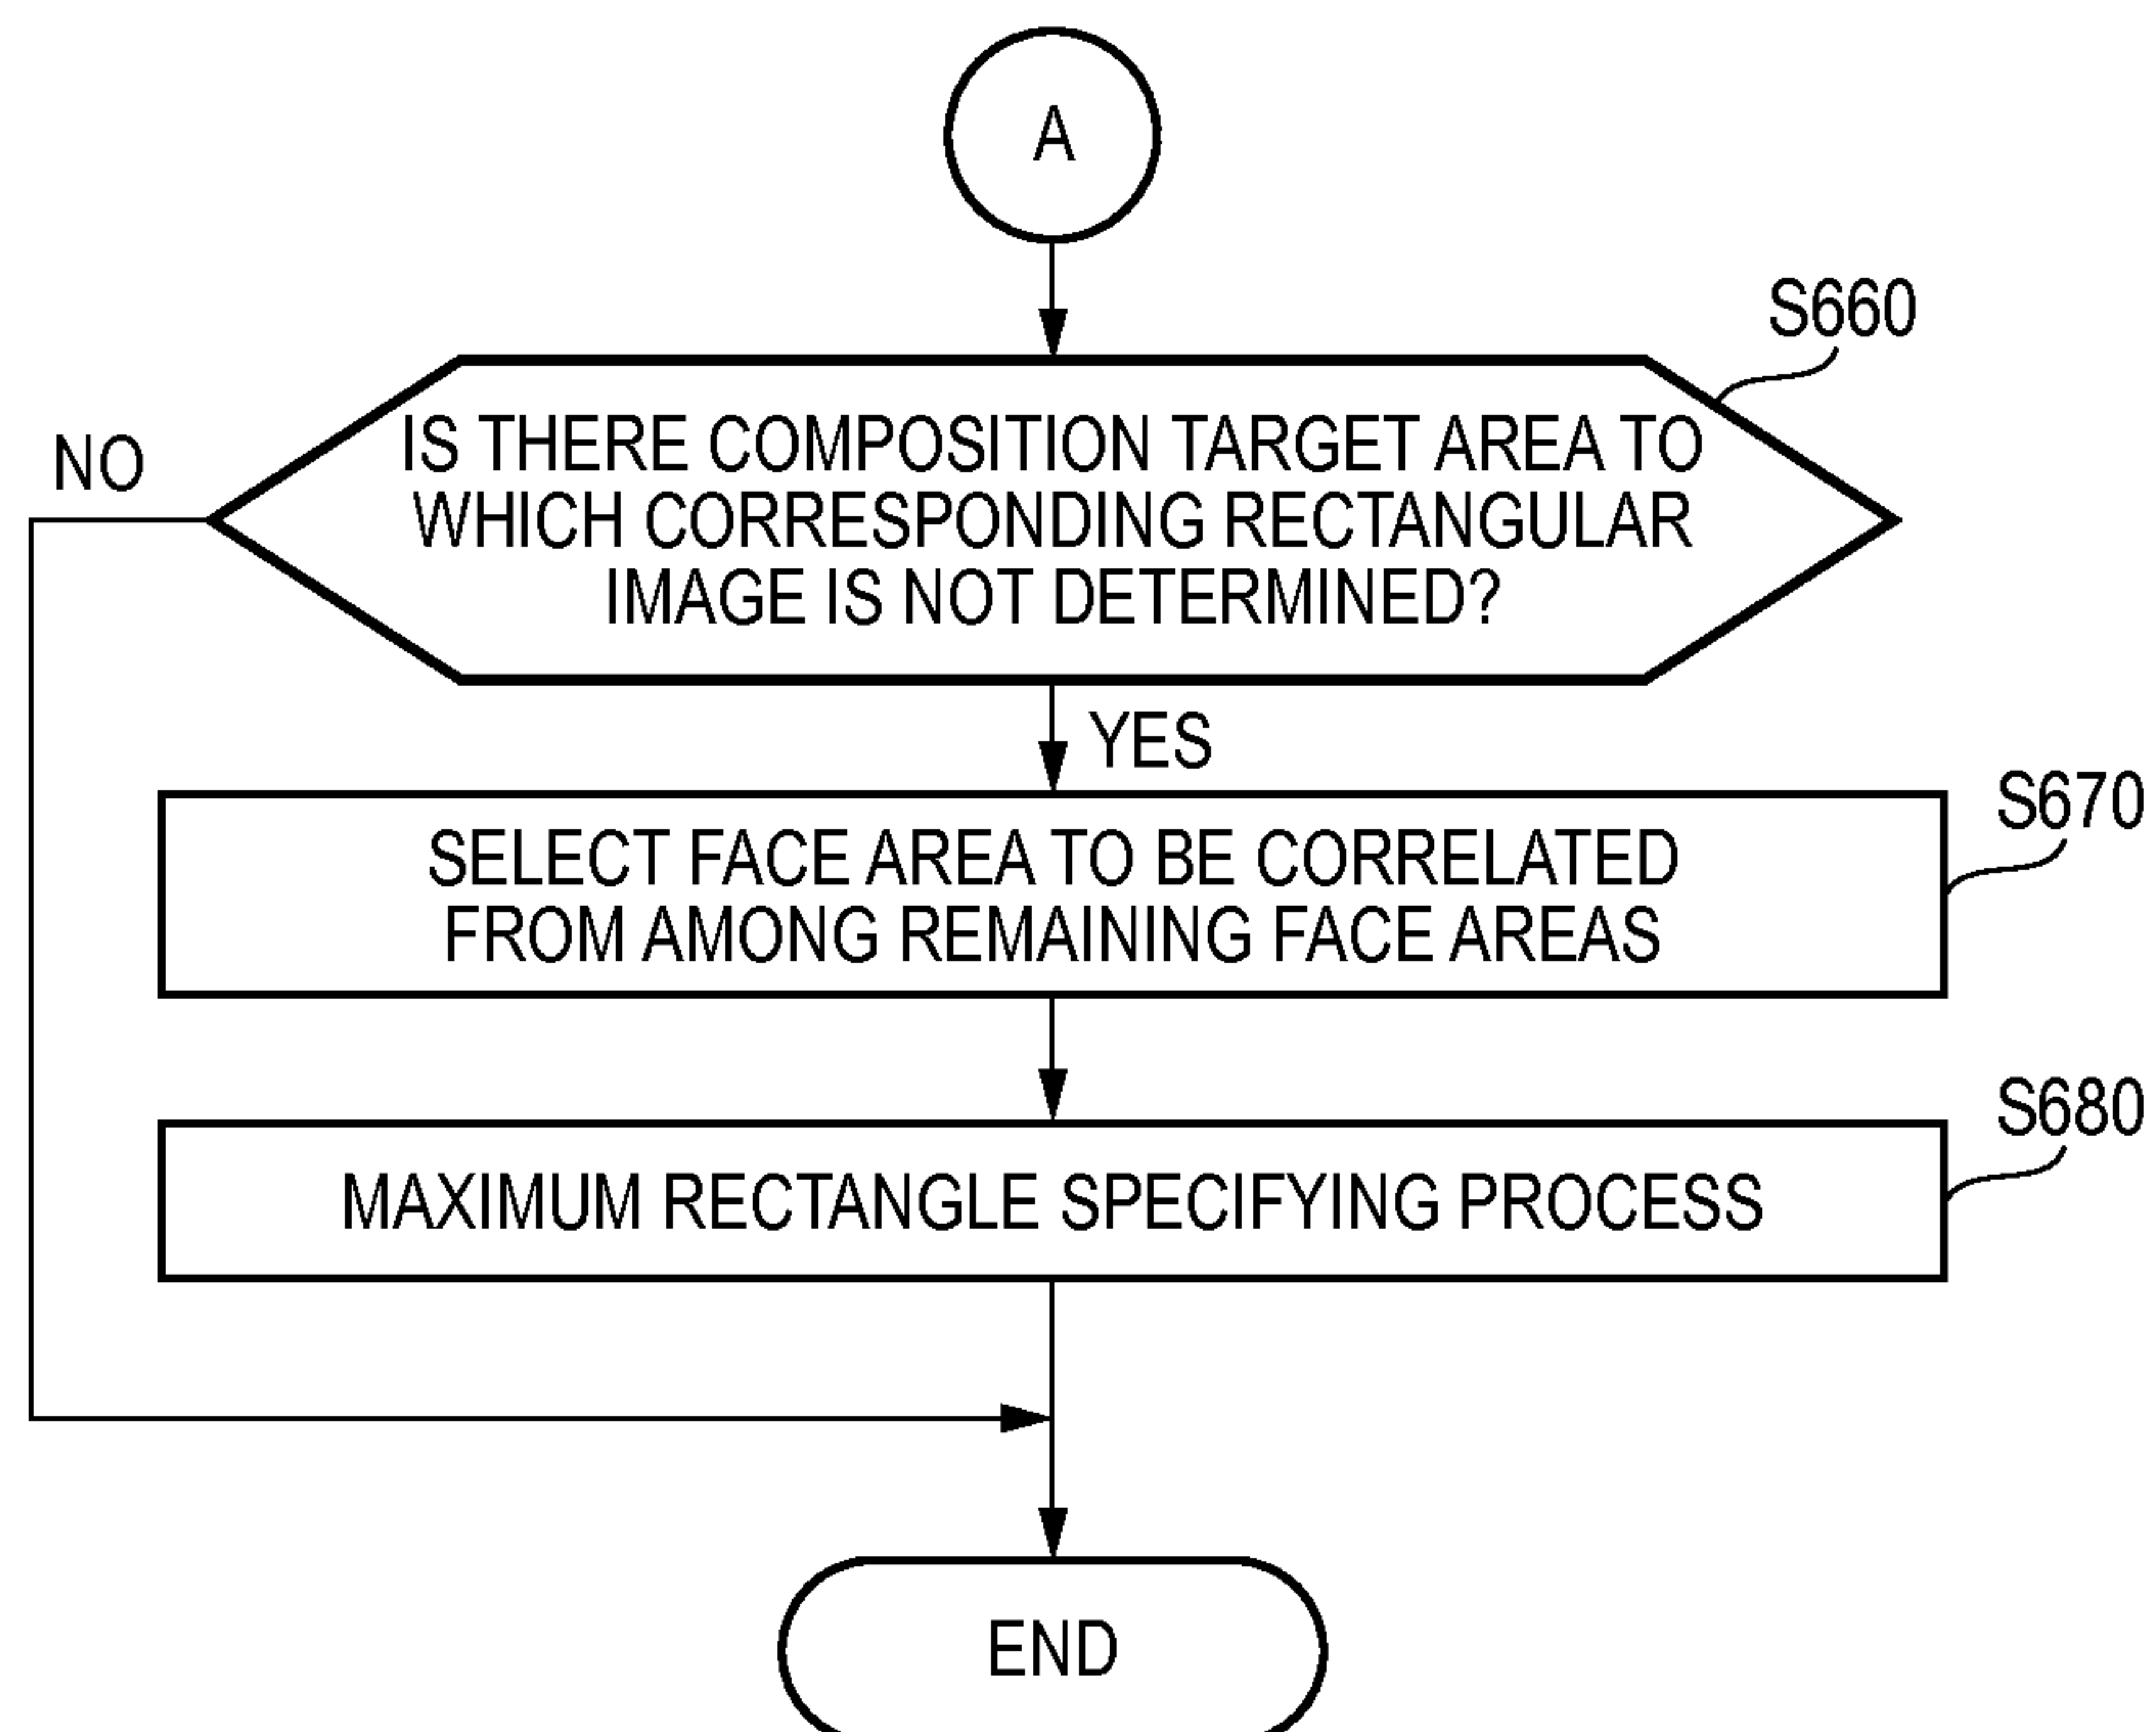 A
S660
NO
IS THERE COMPOSITION TARGET AREA TO
WHICH CORRESPONDING RECTANGULAR
IMAGE IS NOT DETERMINED?
YES
S670
SELECT FACE AREA TO BE CORRELATED
FROM AMONG REMAINING FACE AREAS
S680
MAXIMUM RECTANGLE SPECIFYING PROCESS
END